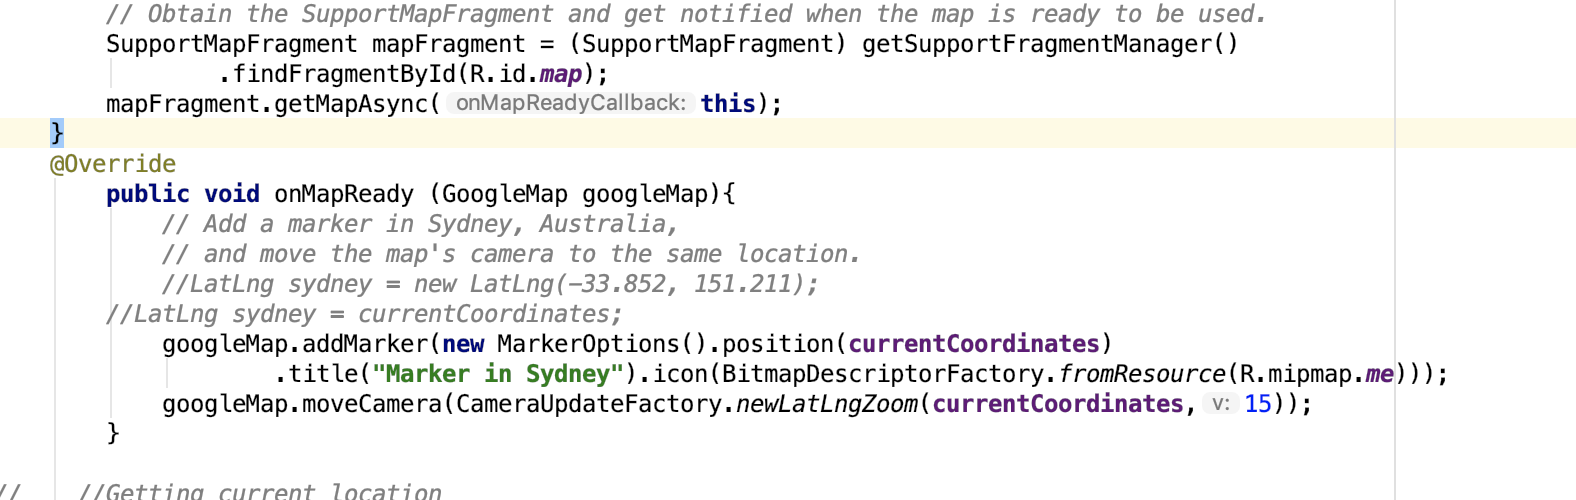 // Obtain the SupportMapFragment and get notified when the map is ready to be used.
SupportMapFragment mapFragment = (SupportMapFragment) getSupportFragmentManager()
.findFragmentById(R.id.map);
mapFragment.getMapAsync( onMapReadyCallback: this);
}
@Override
public void onMapReady (GoogleMap googleMap){
// Add a marker in Sydney, Australia,
// and move the map's camera to the same location.
//LatLng sydney = new LatLng(-33.852, 151.211);
//LatLng sydney = currentCoordinates;
googleMap.addMarker(new MarkerOptions().position(currentCoordinates)
.title("Marker in Sydney").icon(BitmapDescriptorFactory.fromResource(R.mipmap.me)));
googleMap.moveCamera(CameraUpdateFactory.newLatLngZoom(currentCoordinates, v: 15));
}
// //Getting current location